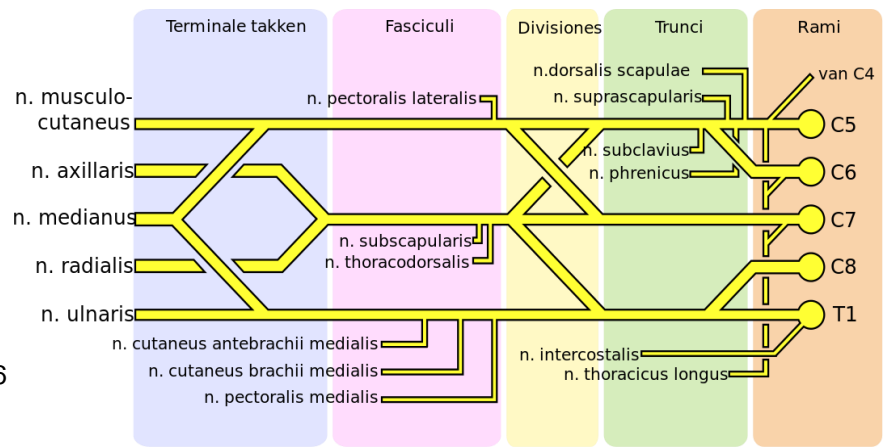 Terminale takken
Fasciculi
Divisiones
Trunci
Rami
n.dorsalis scapulae
van C4
n. musculo-
cutaneus
n. pectoralis lateralis
n. suprascapularis
C5
n. subclavius
n. axillaris
n. phrenicus
C6
n. medianus
C7
n. subscapularis
n. radialis
n. thoracodorsalis
C8
n. ulnaris
T1
n. cutaneus antebrachii medialis
n. intercostalis
n. cutaneus brachii medialis
n. thoracicus longus
6
n. pectoralis medialis